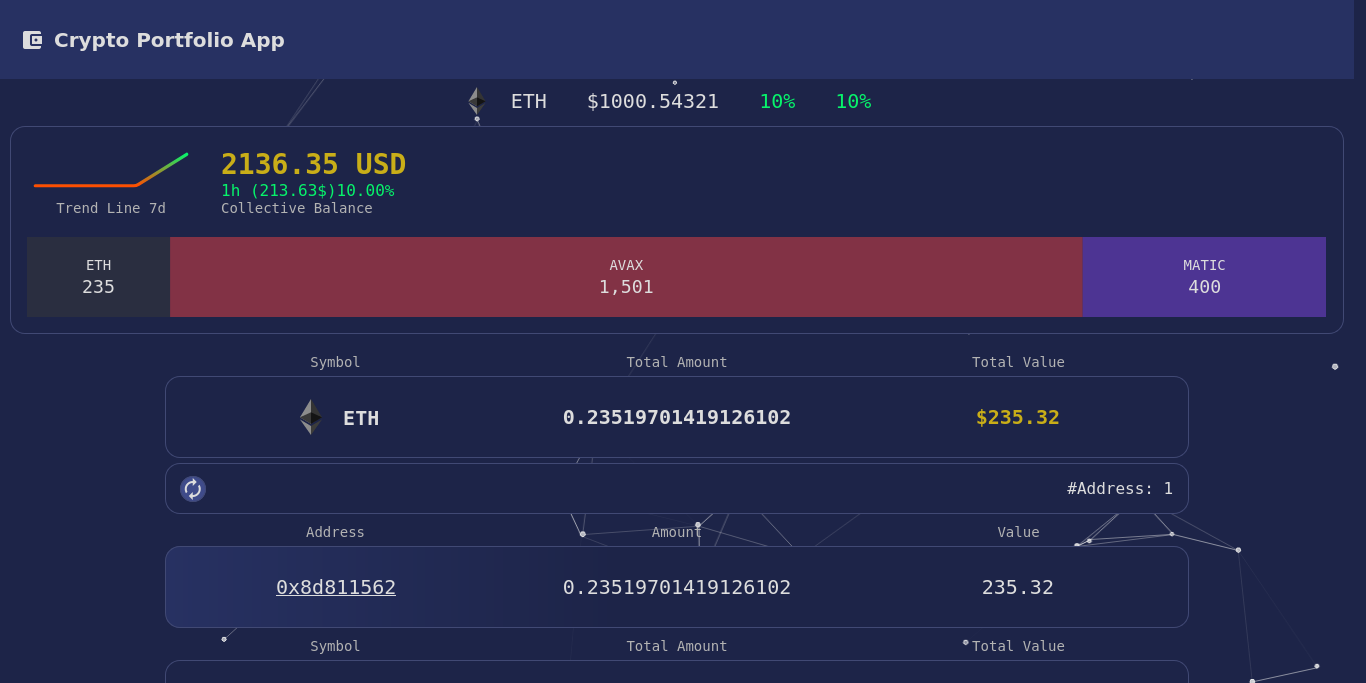 Crypto Portfolio App
ETH $1000.54321 10% 10%
2136.35 USD
1h (213.63$)10.00%
Trend Line 7d Collective Balance
ETH AVAX MATIC
235 1,501 400
Symbol Total Amount Total Value
ETH 0.23519701419126102 $235.32
#Address: 1
Address Amount Value
0x8d811562 0.23519701419126102 235.32
Symbol Total Amount Total Value